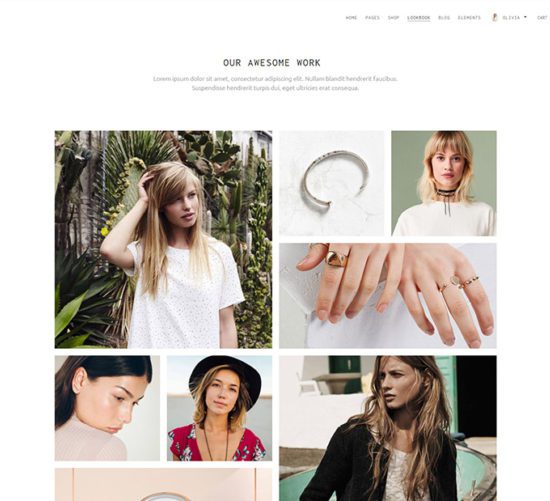 HOME PAGES SHOP LOOKBOOK BLOG ELEMENTS OLIVIA CART
OUR AWESOME WORK
Lorem ipsum dolor sit amet, consectetur adipiscing elit. Nullam blandit hendrerit faucibus.
Suspendisse hendrerit turpis dui, eget ultricies erat consequa.